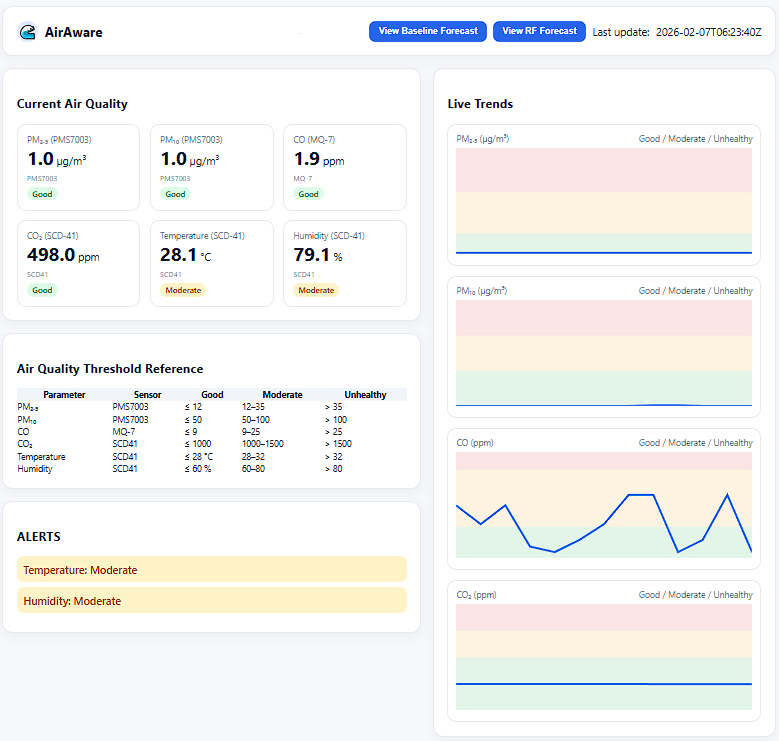 AirAware
View Baseline Forecast
View RF Forecast
Last update: 2026-02-07T06:23:40Z
Current Air Quality
PM₂.₅ (PMS7003)
1.0 µg/m³
PMS7003
Good
PM₁₀ (PMS7003)
1.0 µg/m³
PMS7003
Good
CO (MQ-7)
1.9 ppm
MQ-7
Good
CO₂ (SCD-41)
498.0 ppm
SCD41
Good
Temperature (SCD-41)
28.1 °C
SCD41
Moderate
Humidity (SCD-41)
79.1 %
SCD41
Moderate
Air Quality Threshold Reference
Parameter Sensor Good Moderate Unhealthy
PM₂.₅ PMS7003 ≤ 12 12–35 > 35
PM₁₀ PMS7003 ≤ 50 50–100 > 100
CO MQ-7 ≤ 9 9–25 > 25
CO₂ SCD41 ≤ 1000 1000–1500 > 1500
Temperature SCD41 ≤ 28 °C 28–32 > 32
Humidity SCD41 ≤ 60 % 60–80 > 80
ALERTS
Temperature: Moderate
Humidity: Moderate
Live Trends
PM₂.₅ (µg/m³) Good / Moderate / Unhealthy
PM₁₀ (µg/m³) Good / Moderate / Unhealthy
CO (ppm) Good / Moderate / Unhealthy
CO₂ (ppm) Good / Moderate / Unhealthy